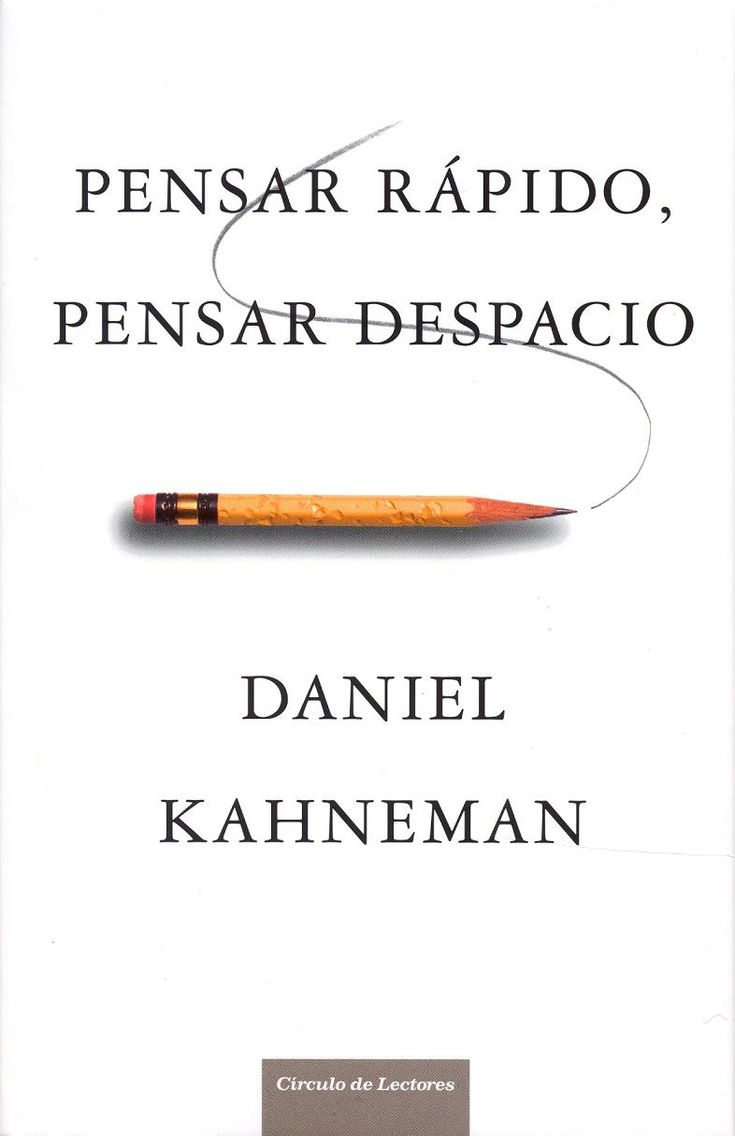 PENSAR RÁPIDO,
PENSAR DESPACIO
DANIEL
KAHNEMAN
Círculo de Lectores